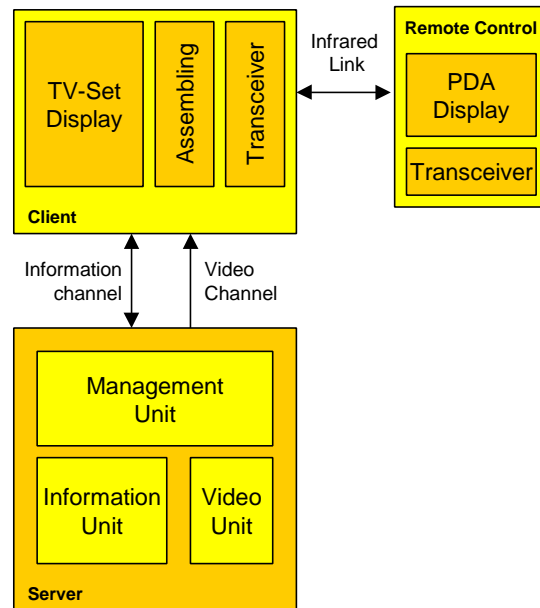 TV-Set
Display
Assembling
Transceiver
Client
Infrared
Link
Remote Control
PDA
Display
Transceiver
Information
channel
Video
Channel
Management
Unit
Information
Unit
Video
Unit
Server